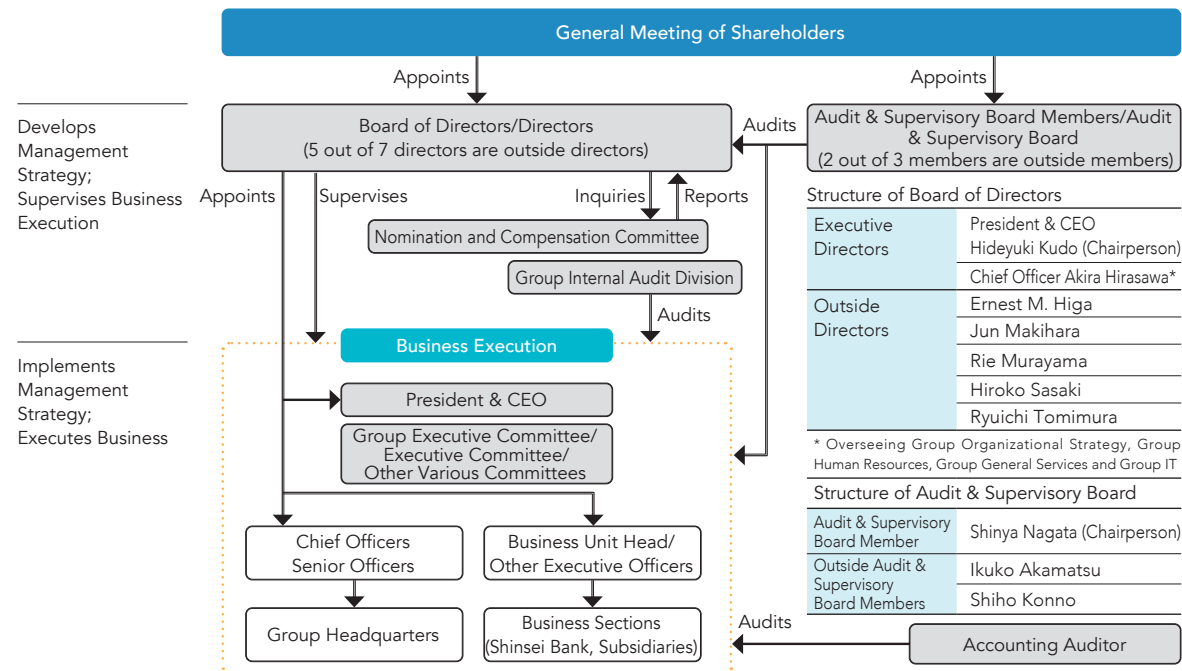 General Meeting of Shareholders
Appoints
Appoints
Develops
Management
Strategy;
Supervises Business
Execution
Board of Directors/Directors
(5 out of 7 directors are outside directors)
Audits
Audit & Supervisory Board Members/Audit
& Supervisory Board
(2 out of 3 members are outside members)
Appoints
Supervises
Inquiries
Reports
Nomination and Compensation Committee
Group Internal Audit Division
Audits
Structure of Board of Directors
Executive
Directors
President & CEO
Hideyuki Kudo (Chairperson)
Chief Officer Akira Hirasawa*
Outside
Directors
Ernest M. Higa
Jun Makihara
Rie Murayama
Hiroko Sasaki
Ryuichi Tomimura
* Overseeing Group Organizational Strategy, Group
Human Resources, Group General Services and Group IT
Implements
Management
Strategy;
Executes Business
Business Execution
President & CEO
Group Executive Committee/
Executive Committee/
Other Various Committees
Chief Officers
Senior Officers
Business Unit Head/
Other Executive Officers
Group Headquarters
Business Sections
(Shinsei Bank, Subsidiaries)
Structure of Audit & Supervisory Board
Audit & Supervisory
Board Member
Shinya Nagata (Chairperson)
Outside Audit &
Supervisory
Board Members
Ikuko Akamatsu
Shiho Konno
Audits
Accounting Auditor